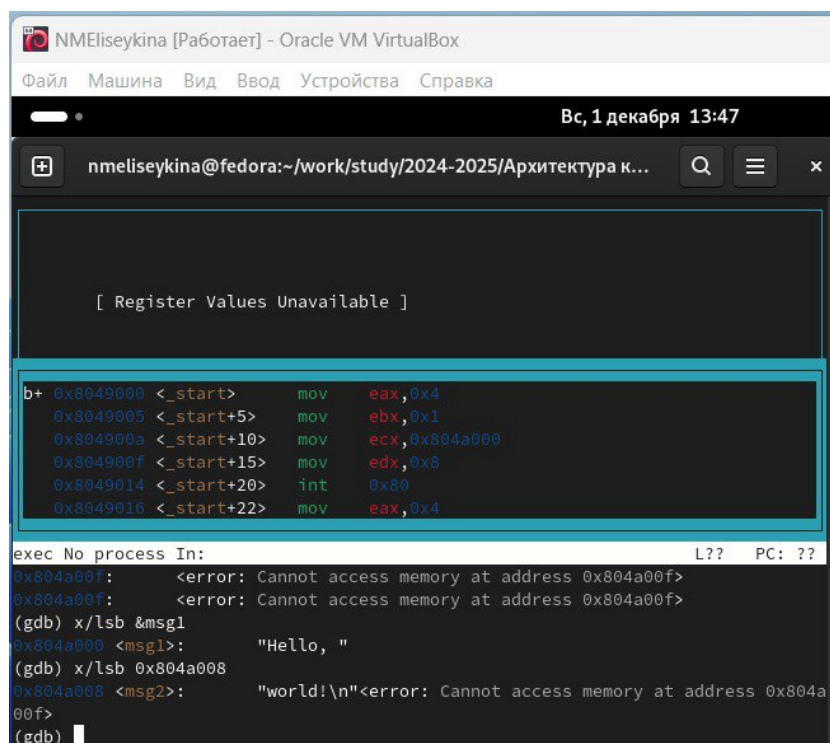 NMEliseykina [Работает] - Oracle VM VirtualBox
Файл Машина Вид Ввод Устройства Справка
Вс, 1 декабря 13:47
nmeliseykina@fedora:~/work/study/2024-2025/Архитектура к...
[ Register Values Unavailable ]
b+ 0x8049000 <_start> mov eax,0x4
0x8049005 <_start+5> mov ebx,0x1
0x804900a <_start+10> mov ecx,0x804a000
0x804900f <_start+15> mov edx,0x8
0x8049014 <_start+20> int 0x80
0x8049016 <_start+22> mov eax,0x4
exec No process In: L?? PC: ??
0x804a00f: <error: Cannot access memory at address 0x804a00f>
0x804a00f: <error: Cannot access memory at address 0x804a00f>
(gdb) x/lsb &msg1
0x804a000 <msg1>: "Hello, "
(gdb) x/lsb 0x804a008
0x804a008 <msg2>: "world!\n"<error: Cannot access memory at address 0x804a
00f>
(gdb)